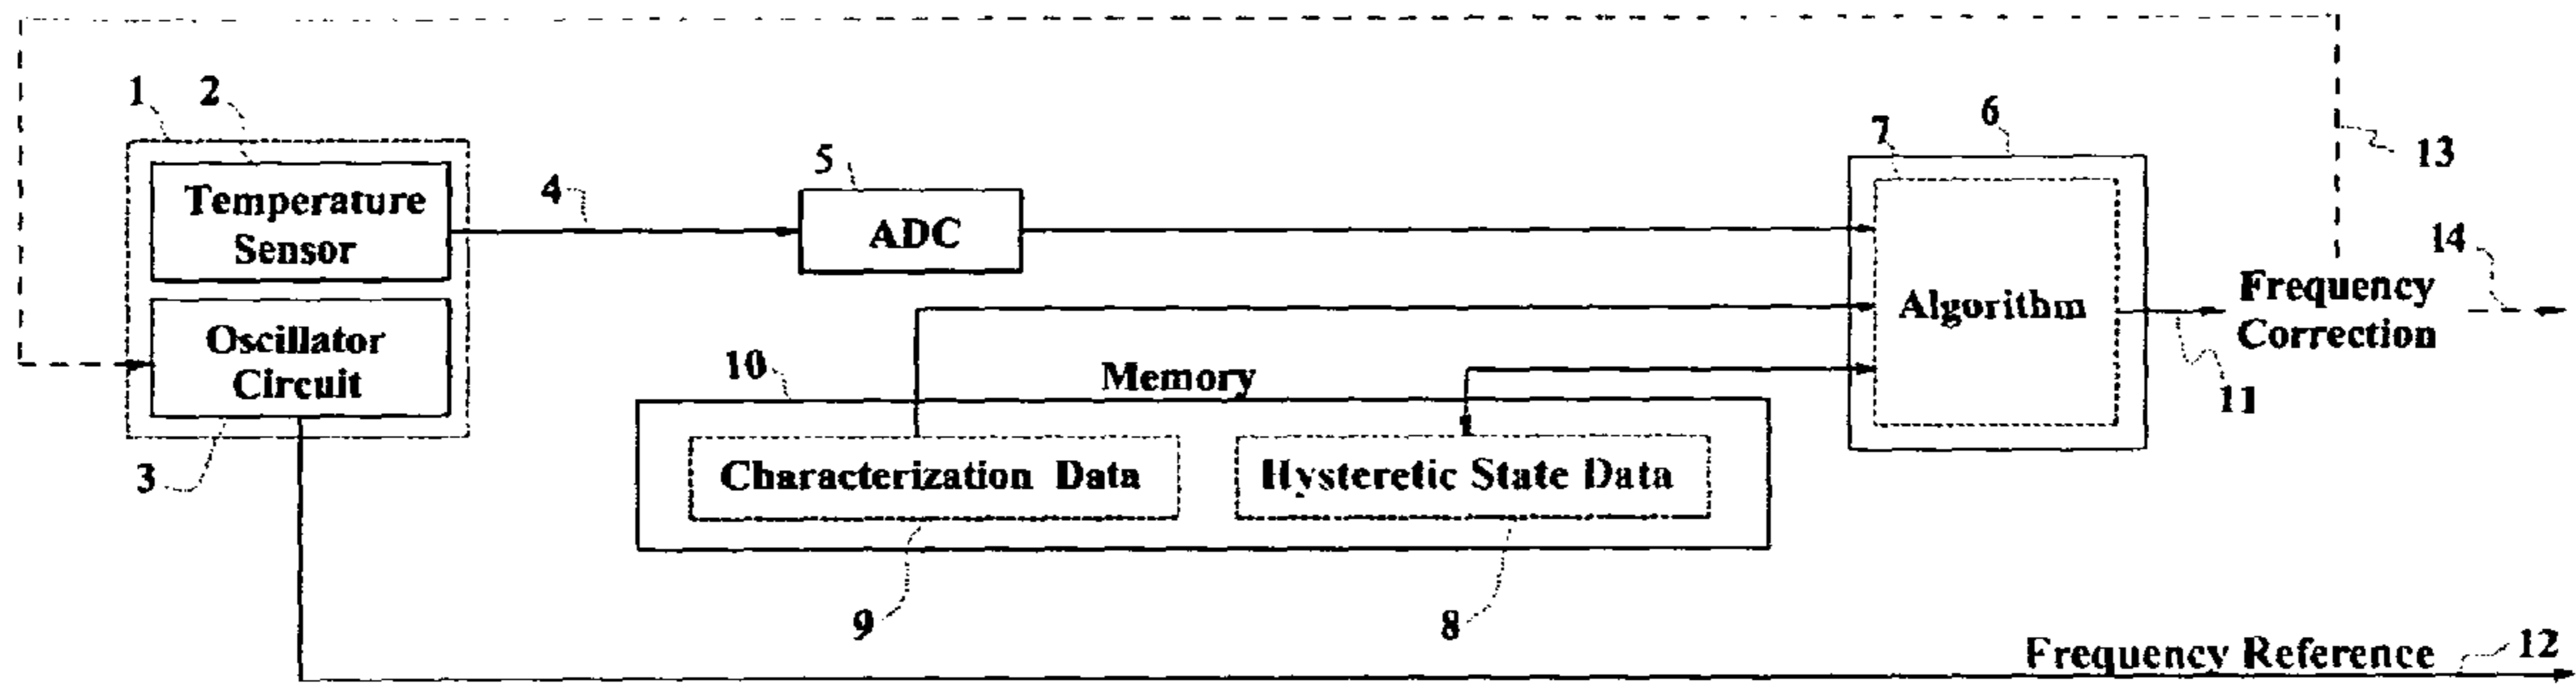 1
2
Temperature
Sensor
Oscillator
Circuit
3
4
5
ADC
6
7
Algorithm
13
14
Frequency
Correction
11
10
Memory
Characterization Data
Hysteretic State Data
9
8
Frequency Reference
12